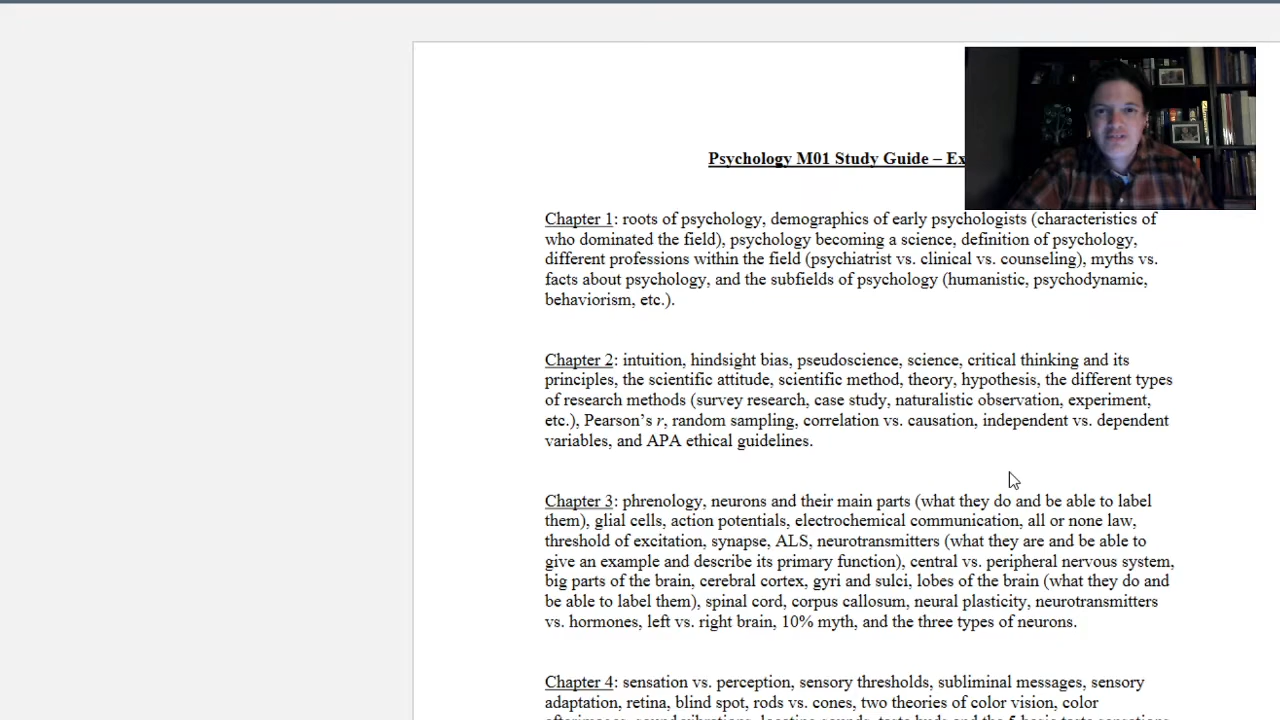 Psychology M01 Study Guide – Ex
Chapter 1: roots of psychology, demographics of early psychologists (characteristics of
who dominated the field), psychology becoming a science, definition of psychology,
different professions within the field (psychiatrist vs. clinical vs. counseling), myths vs.
facts about psychology, and the subfields of psychology (humanistic, psychodynamic,
behaviorism, etc.).
Chapter 2: intuition, hindsight bias, pseudoscience, science, critical thinking and its
principles, the scientific attitude, scientific method, theory, hypothesis, the different types
of research methods (survey research, case study, naturalistic observation, experiment,
etc.), Pearson's r, random sampling, correlation vs. causation, independent vs. dependent
variables, and APA ethical guidelines.
Chapter 3: phrenology, neurons and their main parts (what they do and be able to label
them), glial cells, action potentials, electrochemical communication, all or none law,
threshold of excitation, synapse, ALS, neurotransmitters (what they are and be able to
give an example and describe its primary function), central vs. peripheral nervous system,
big parts of the brain, cerebral cortex, gyri and sulci, lobes of the brain (what they do and
be able to label them), spinal cord, corpus callosum, neural plasticity, neurotransmitters
vs. hormones, left vs. right brain, 10% myth, and the three types of neurons.
Chapter 4: sensation vs. perception, sensory thresholds, subliminal messages, sensory
adaptation, retina, blind spot, rods vs. cones, two theories of color vision, color